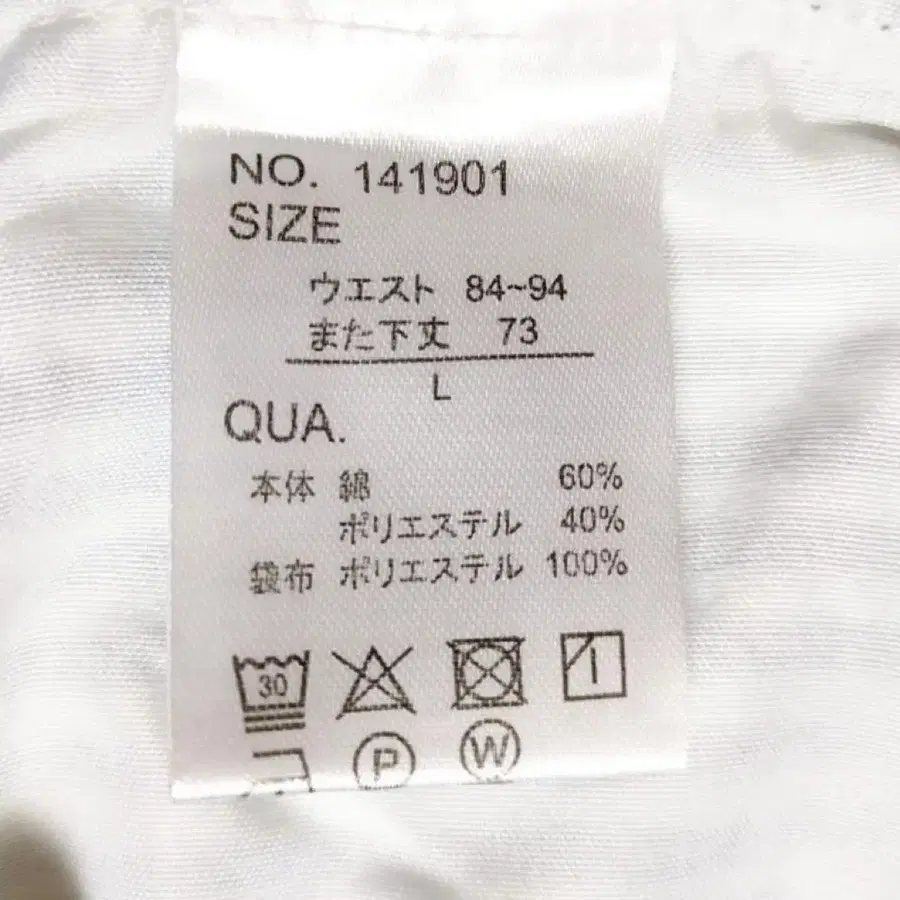 NO. 141901
SIZE
ウエスト 84~94
また下丈 73
L
QUA.
本体 綿 60%
ポリエステル 40%
袋布 ポリエステル 100%
30
P W